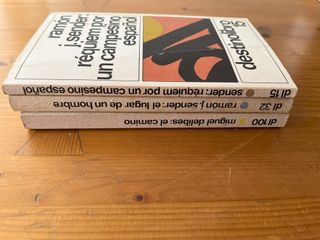 ramón
j. sender:
réquiem por
un campesino
español
destinolibro
sender: réquiem por un campesino español
dl 15
ramón j. sender: el lugar de un hombre
dl 32
miguel delibes: el camino
dl 100